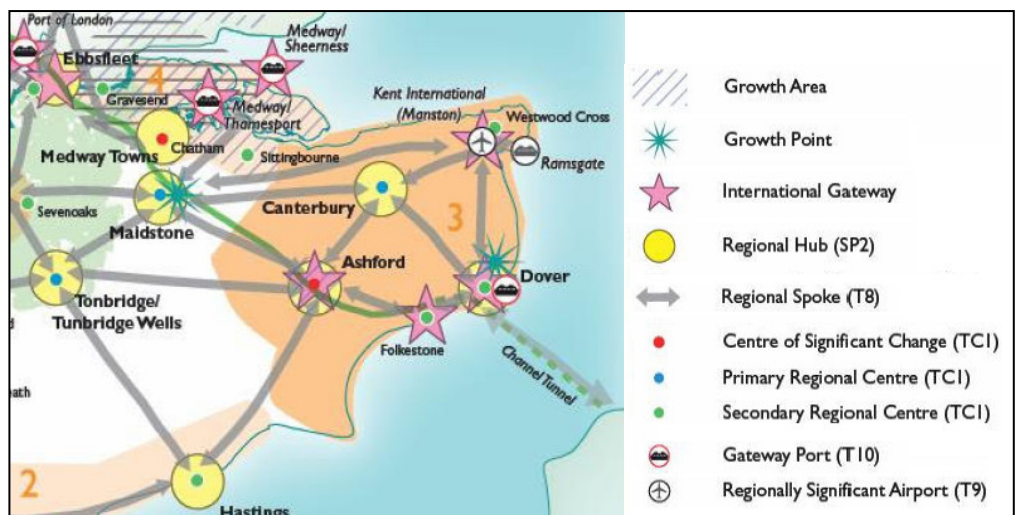 Port of London
Ebbsfleet
Gravesend
4
Medway/
Sheerness
Medway/
Thamesport
Kent International
(Manston)
Westwood Cross
Ramsgate
Medway Towns
Chatham
Sittingbourne
Sevenoaks
Maidstone
Canterbury
3
Ashford
Dover
Tonbridge/
Tunbridge Wells
Folkestone
Channel Tunnel
2
Hastings
Growth Area
Growth Point
International Gateway
Regional Hub (SP2)
Regional Spoke (T8)
Centre of Significant Change (TC1)
Primary Regional Centre (TC1)
Secondary Regional Centre (TC1)
Gateway Port (T10)
Regionally Significant Airport (T9)